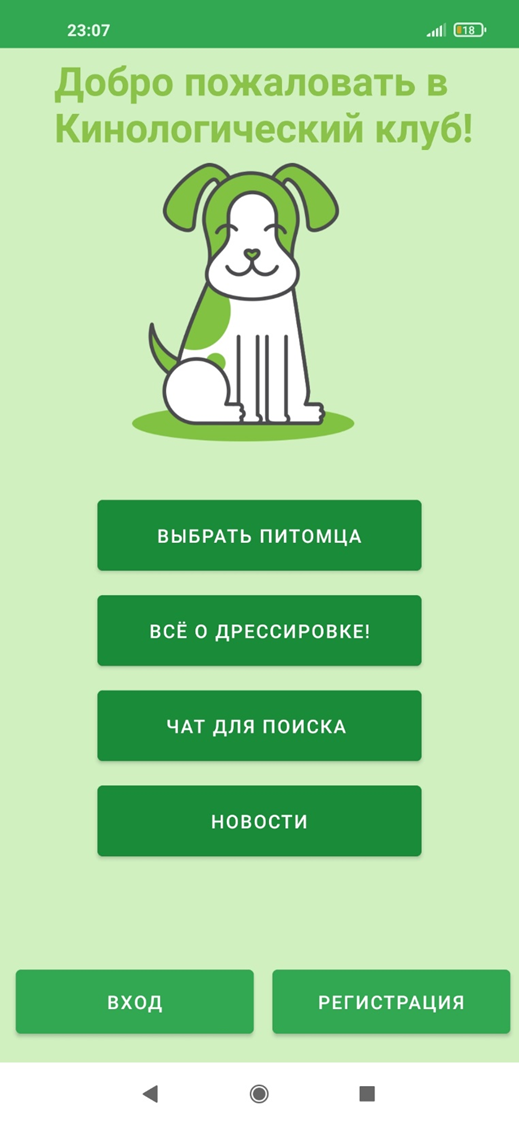 23:07
18
Добро пожаловать в
Кинологический клуб!
ВЫБРАТЬ ПИТОМЦА
ВСЁ О ДРЕССИРОВКЕ!
ЧАТ ДЛЯ ПОИСКА
НОВОСТИ
ВХОД
РЕГИСТРАЦИЯ